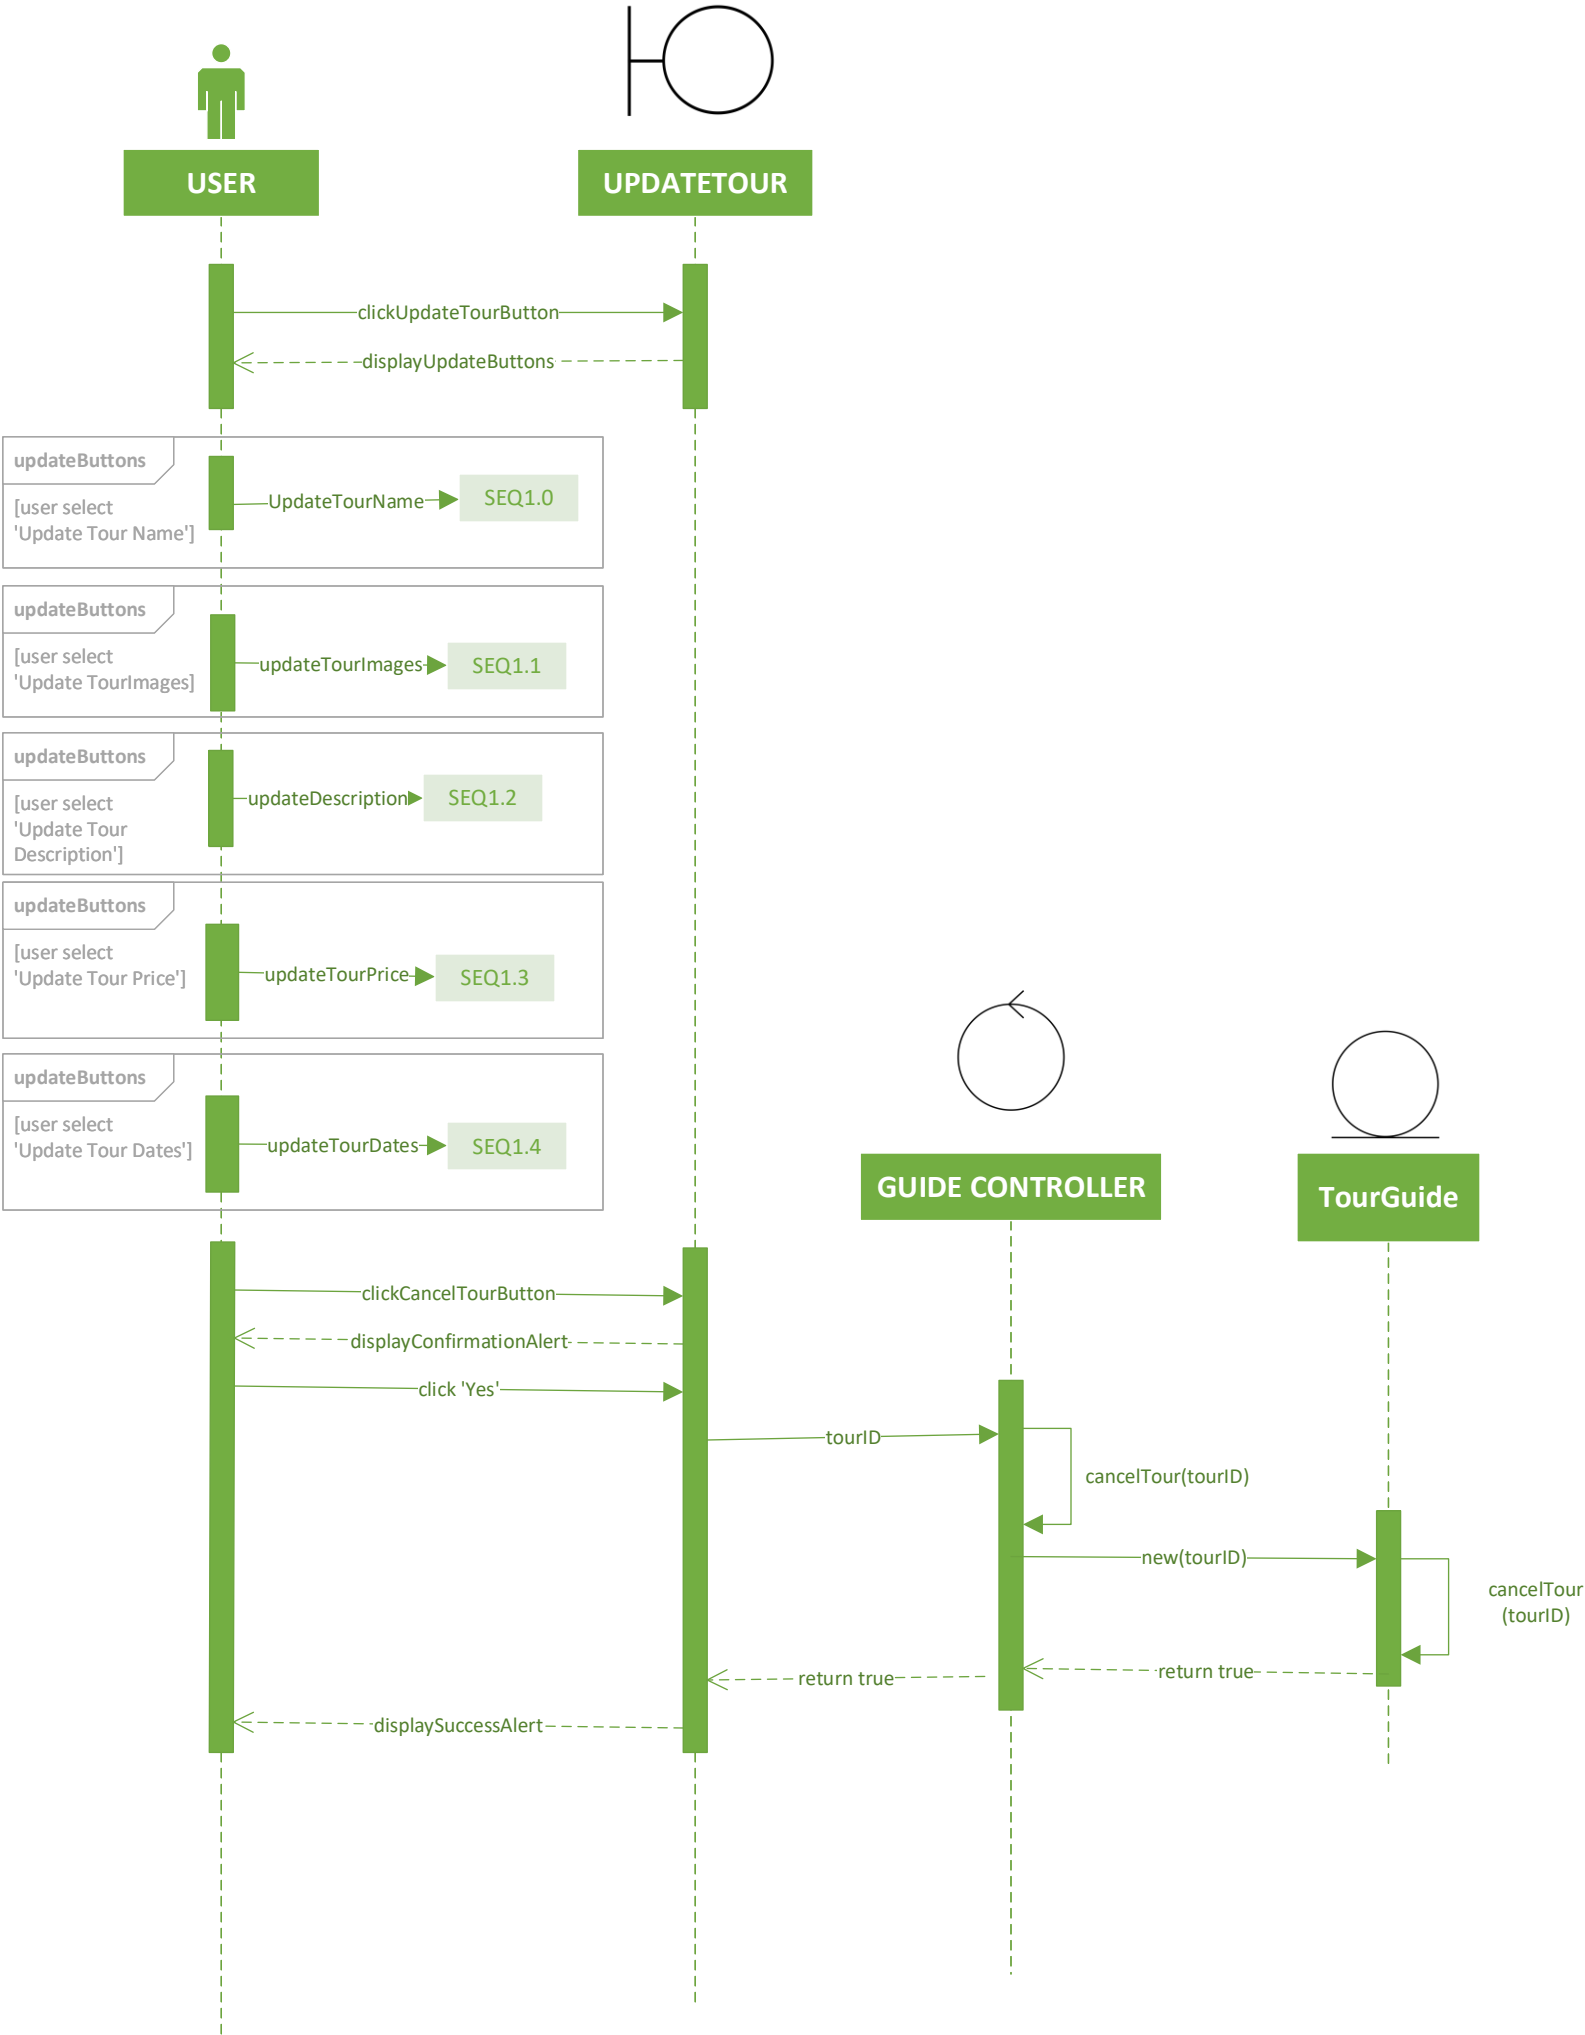 USER
UPDATETOUR
clickUpdateTourButton
displayUpdateButtons
updateButtons
[user select
'Update Tour Name']
UpdateTourName
SEQ1.0
updateButtons
[user select
'Update TourImages]
updateTourImages
SEQ1.1
updateButtons
[user select
'Update Tour
Description']
updateDescription
SEQ1.2
updateButtons
[user select
'Update Tour Price']
updateTourPrice
SEQ1.3
updateButtons
[user select
'Update Tour Dates']
updateTourDates
SEQ1.4
GUIDE CONTROLLER
TourGuide
clickCancelTourButton
displayConfirmationAlert
click 'Yes'
tourID
cancelTour(tourID)
new(tourID)
cancelTour
(tourID)
return true
return true
displaySuccessAlert